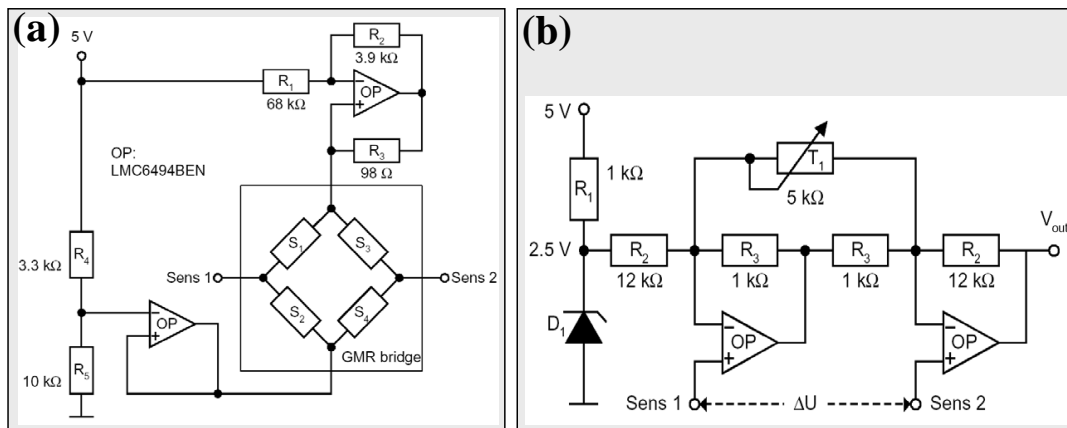 (a)
5 V
R2
3.9 kΩ
R1
68 kΩ
−
OP
+
R3
98 Ω
OP:
LMC6494BEN
S1
S3
Sens 1
Sens 2
S2
S4
GMR bridge
R4
3.3 kΩ
−
OP
+
R5
10 kΩ
(b)
5 V
R1
1 kΩ
T1
5 kΩ
2.5 V
R2
12 kΩ
R3
1 kΩ
R3
1 kΩ
R2
12 kΩ
Vout
D1
−
OP
+
−
OP
+
Sens 1
ΔU
Sens 2